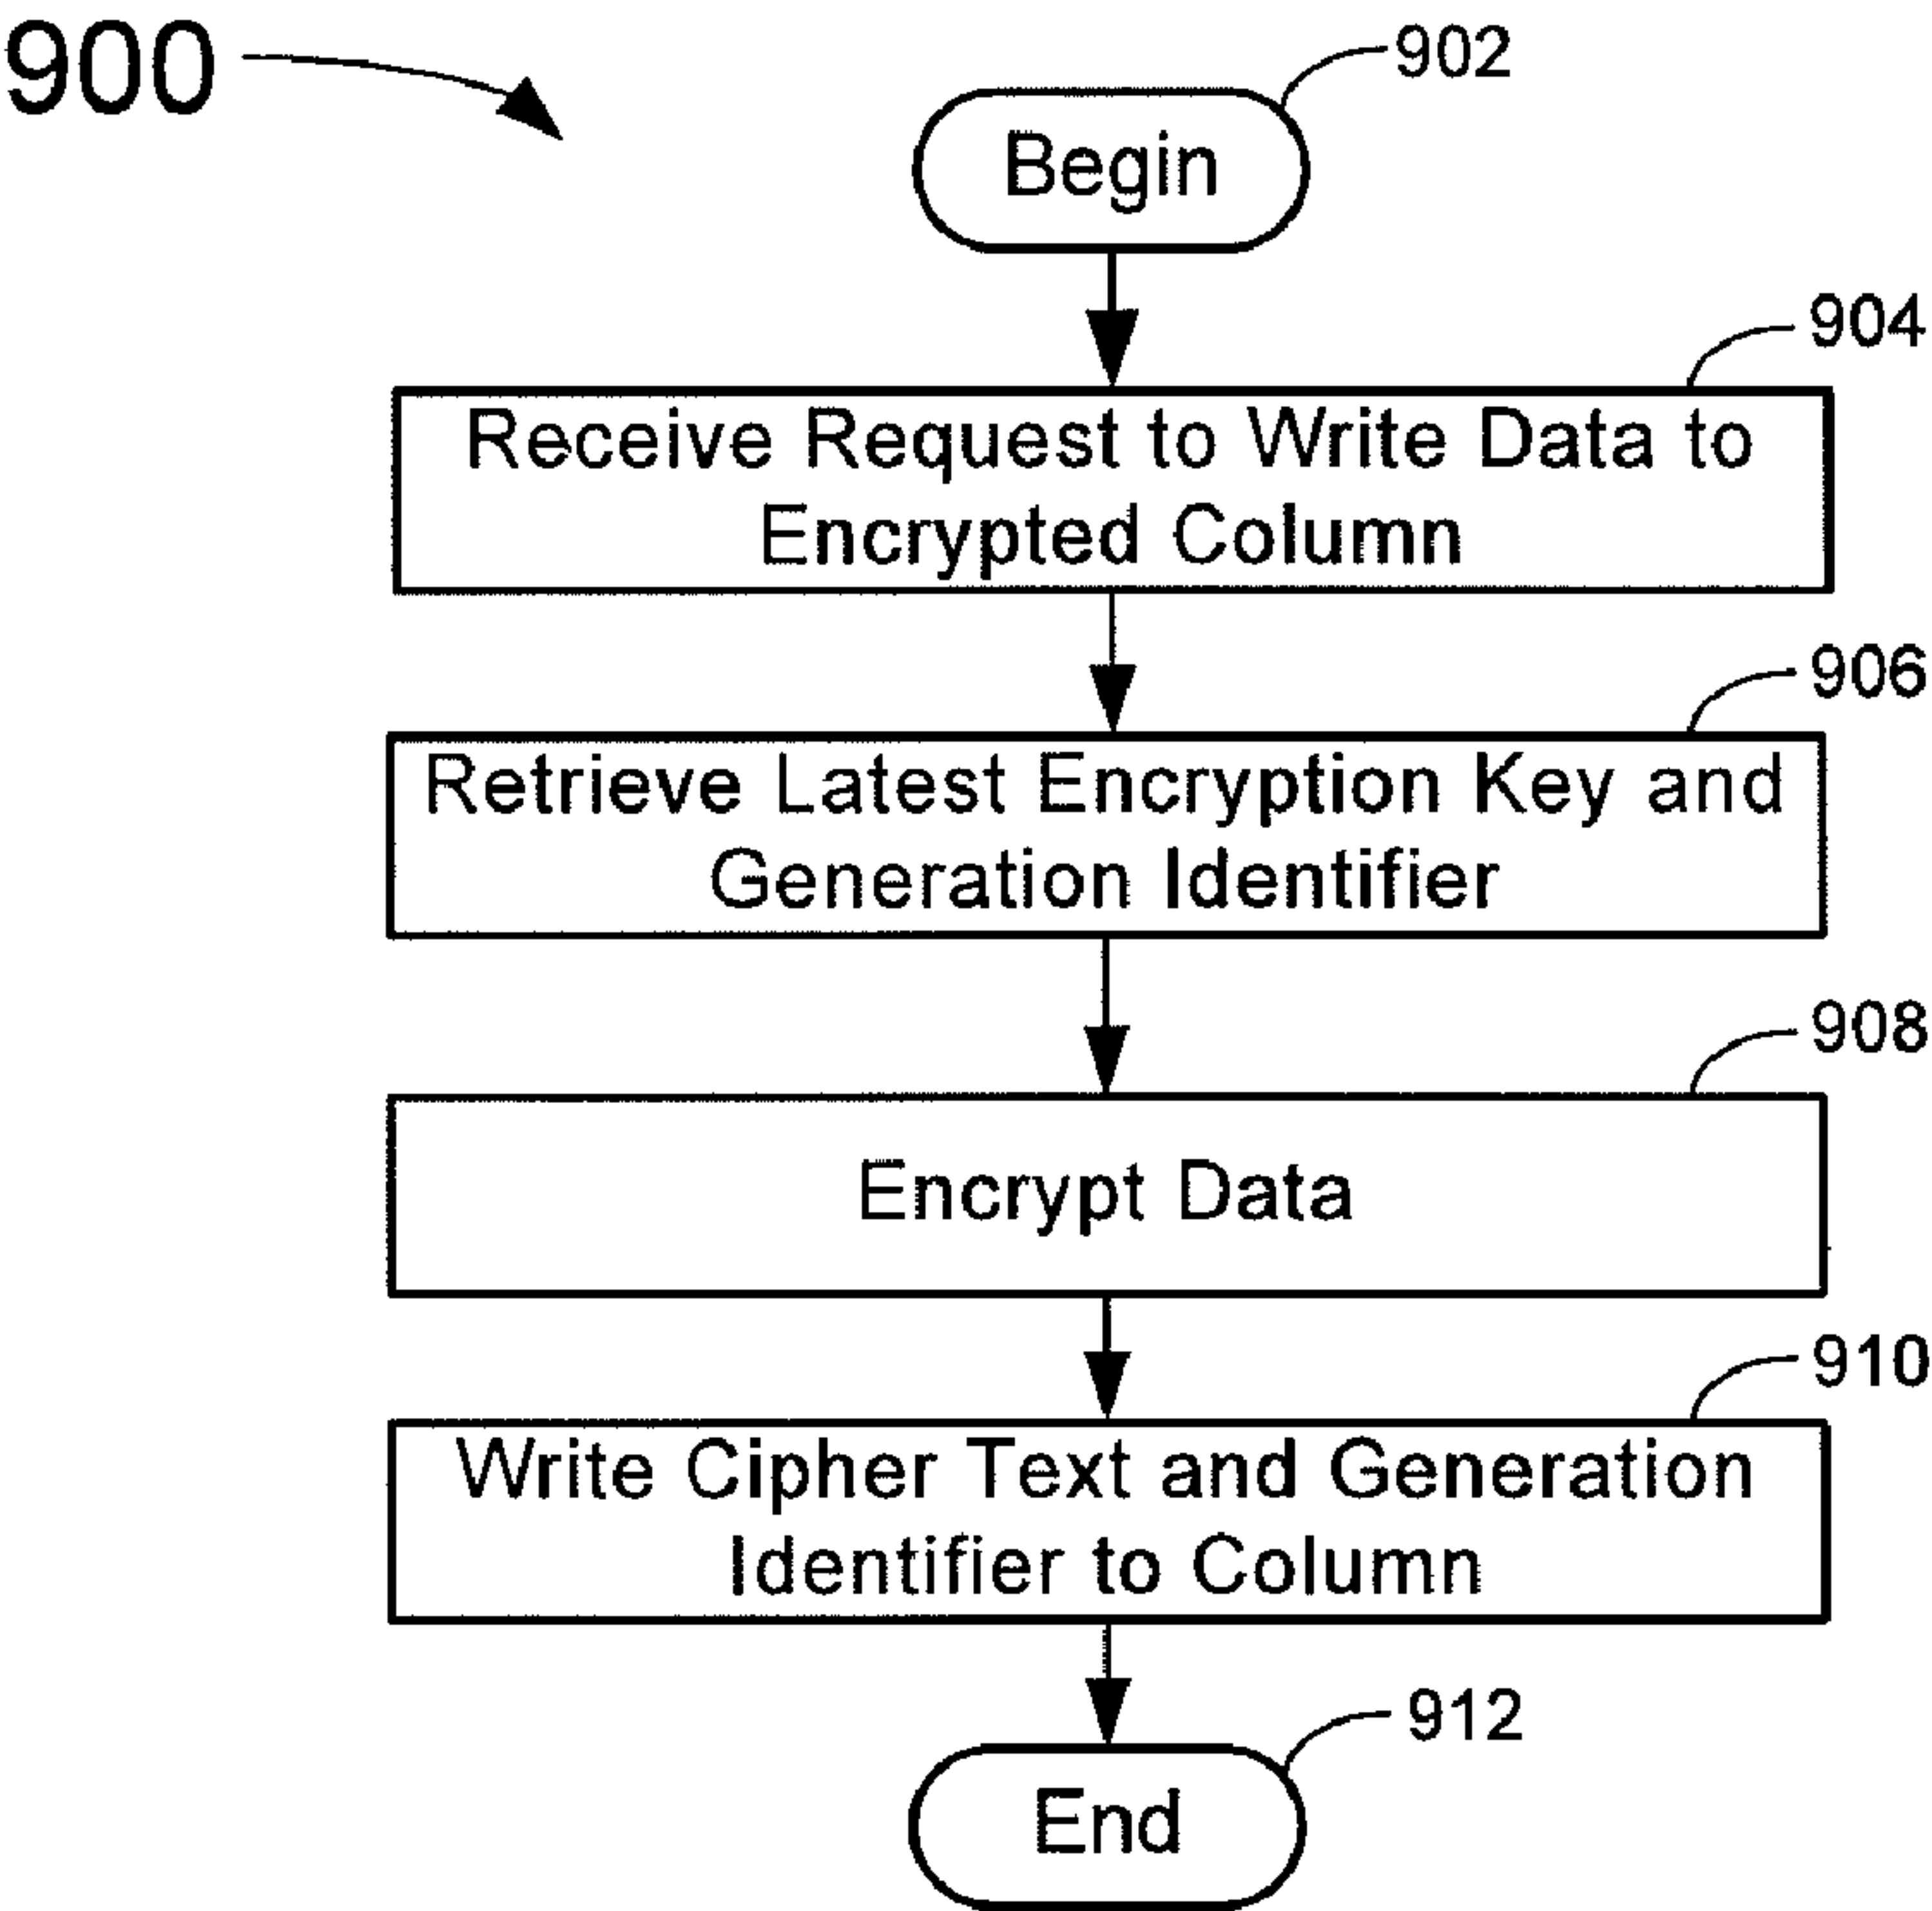 900
902
Begin
904
Receive Request to Write Data to
Encrypted Column
906
Retrieve Latest Encryption Key and
Generation Identifier
908
Encrypt Data
910
Write Cipher Text and Generation
Identifier to Column
912
End